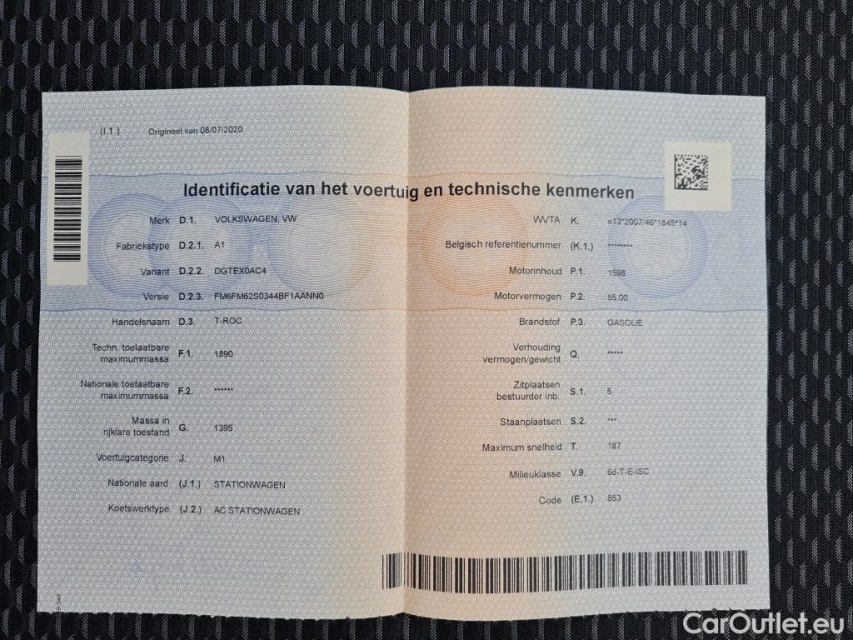 (I.1.) Origineel van 08/07/2020
Identificatie van het voertuig en technische kenmerken
Merk D.1. VOLKSWAGEN, VW
Fabriekstype D.2.1. A1
Variant D.2.2. DGTEX0AC4
Versie D.2.3. FM6FM62S0344BF1AANN0
Handelsnaam D.3. T-ROC
Techn. toelaatbare
maximummassa F.1. 1890
Nationale toelaatbare
maximummassa F.2. ******
Massa in
rijklare toestand G. 1395
Voertuigcategorie J. M1
Nationale aard (J.1.) STATIONWAGEN
Koetswerktype (J.2.) AC STATIONWAGEN
WVTA K. e13*2007/46*1845*14
Belgisch referentienummer (K.1.) ********
Motorinhoud P.1. 1598
Motorvermogen P.2. 85,00
Brandstof P.3. GASOLIE
Verhouding
vermogen/gewicht Q. *****
Zitplaatsen
bestuurder inb. S.1. 5
Staanplaatsen S.2. ***
Maximum snelheid T. 187
Milieuklasse V.9. 6d-T-E-ISC
Code (E.1.) 853
CarOutlet.eu